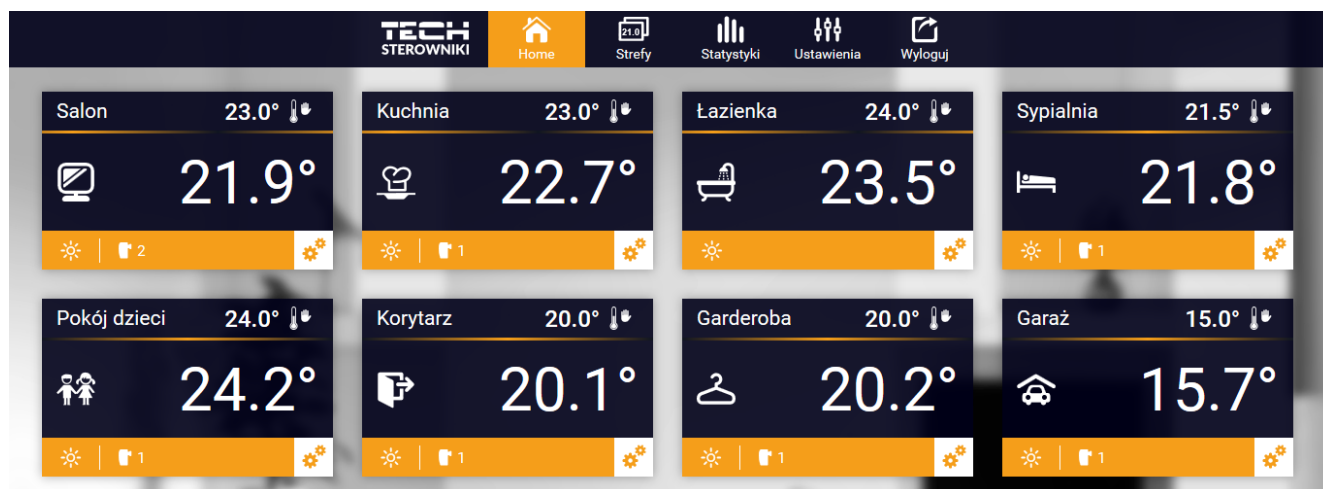 TECH
STEROWNIKI
Home
21.0
Strefy
Statystyki
Ustawienia
Wyloguj
Salon 23.0°
21.9°
2
Kuchnia 23.0°
22.7°
1
Łazienka 24.0°
23.5°
Sypialnia 21.5°
21.8°
1
Pokój dzieci 24.0°
24.2°
1
Korytarz 20.0°
20.1°
1
Garderoba 20.0°
20.2°
1
Garaż 15.0°
15.7°
1